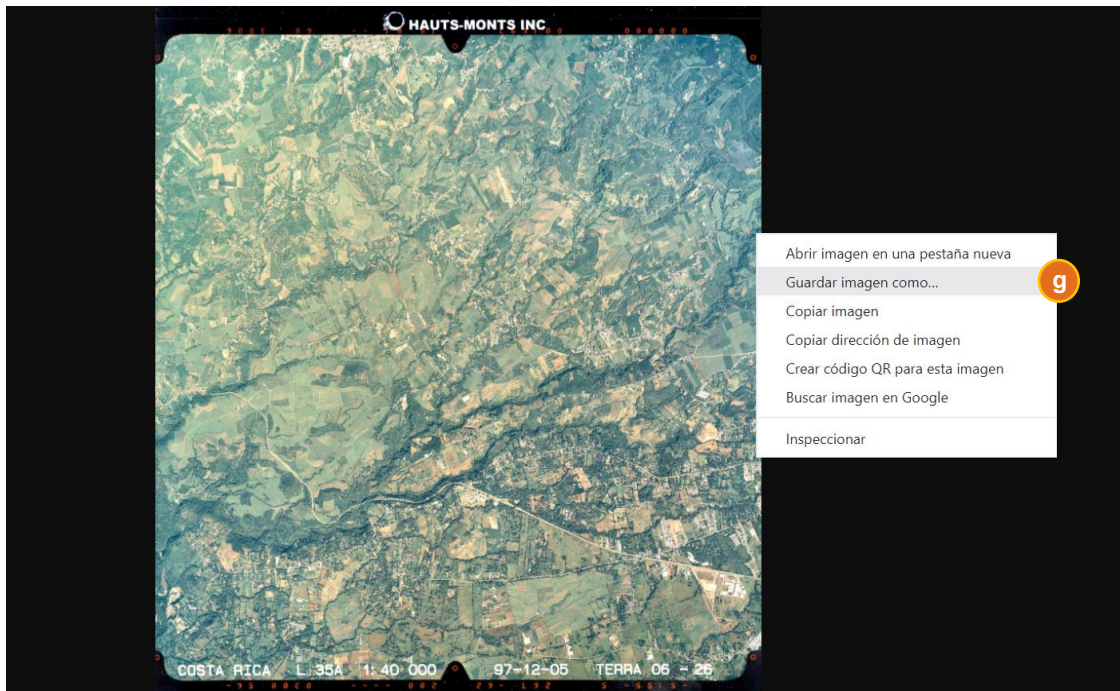 HAUTS-MONTS INC
Abrir imagen en una pestaña nueva
Guardar imagen como...
g
Copiar imagen
Copiar dirección de imagen
Crear código QR para esta imagen
Buscar imagen en Google
Inspeccionar
COSTA RICA L 35A 1:40 000 97-12-05 TERRA 06 - 26